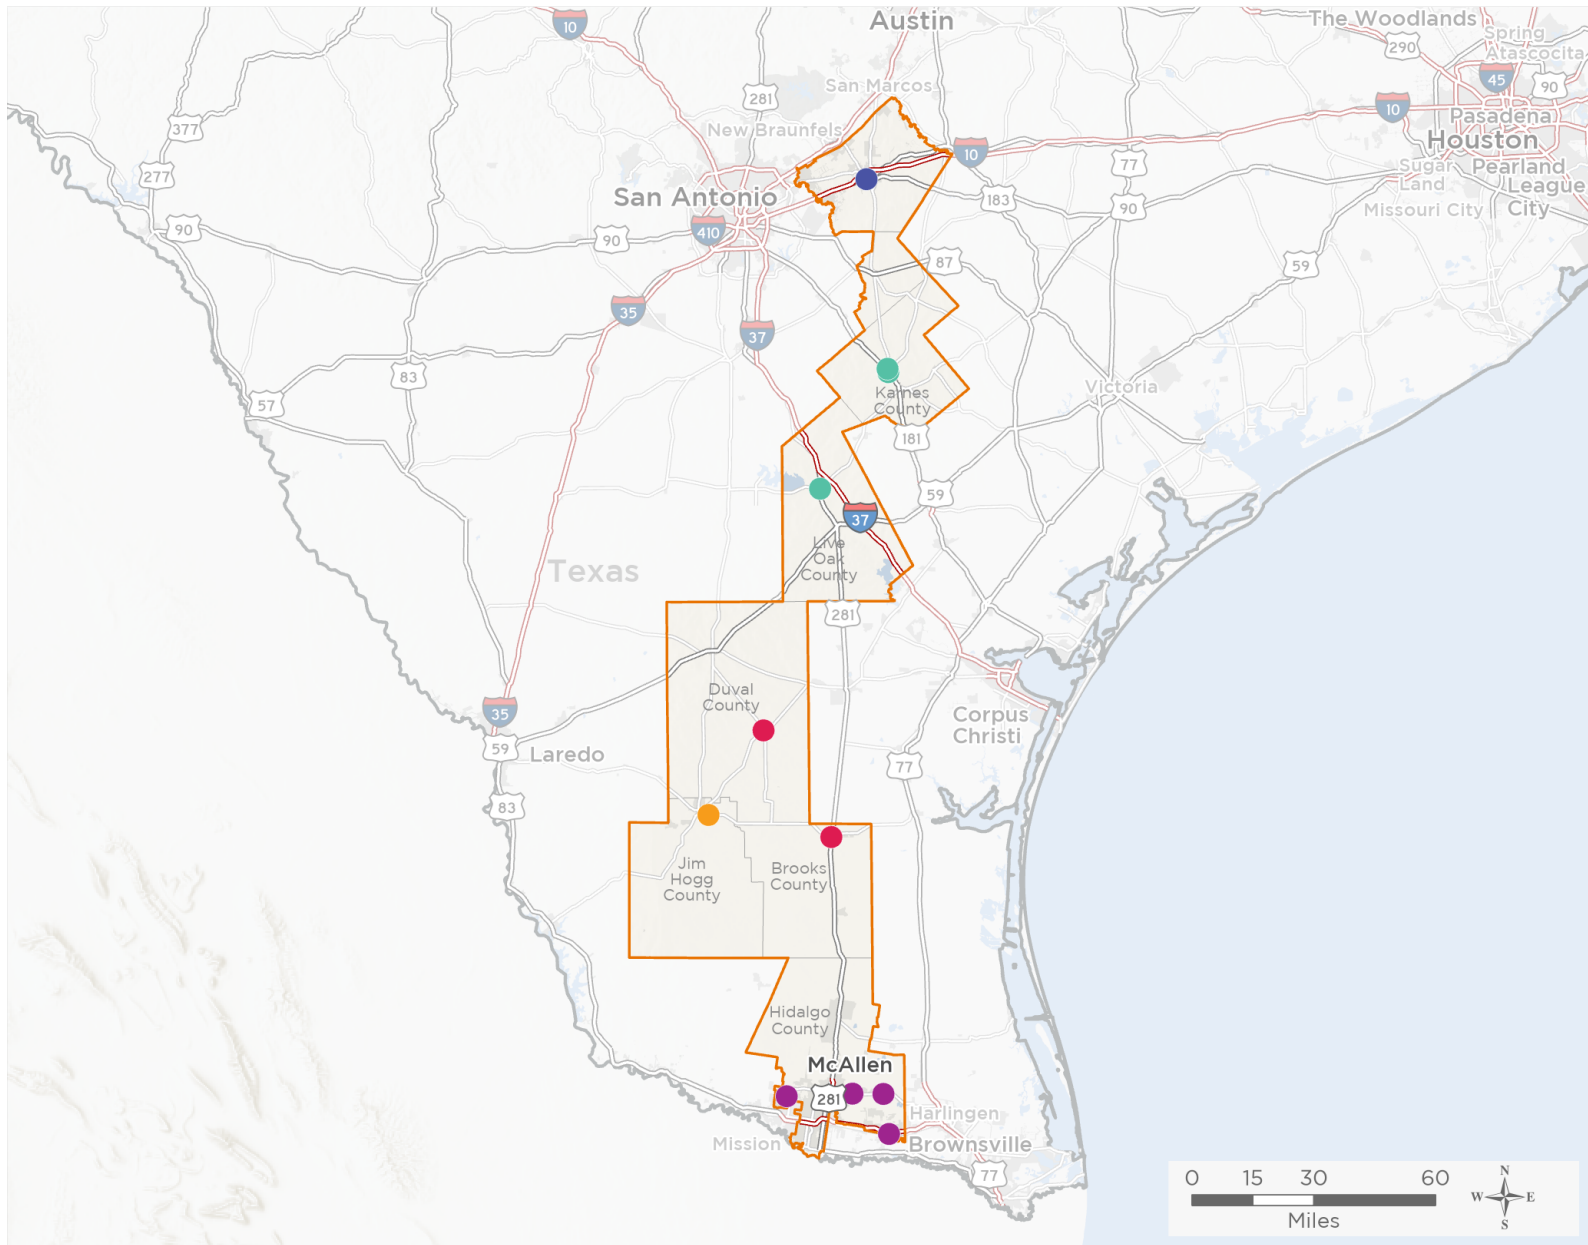 Austin
The Woodlands
10
290
Spring
Atascocita
45
90
San Marcos
281
10
Pasadena
377
New Braunfels
Houston
10
77
277
Sugar
Land
Pearland
League
City
San Antonio
183
90
Missouri City
90
410
90
87
59
35
37
83
Victoria
57
Karnes
County
181
59
37
Live
Oak
County
Texas
281
Duval
County
35
Corpus
Christi
59
Laredo
77
83
Jim
Hogg
County
Brooks
County
Hidalgo
County
McAllen
281
Harlingen
Mission
Brownsville
77
0 15 30 60
Miles
N
W E
S